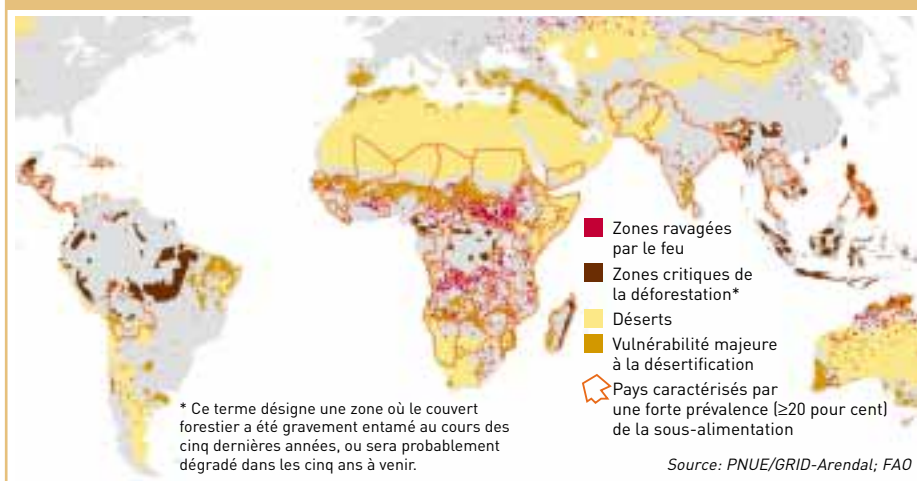 Zones ravagées
par le feu
Zones critiques de
la déforestation*
Déserts
Vulnérabilité majeure
à la désertification
Pays caractérisés par
une forte prévalence (≥20 pour cent)
de la sous-alimentation
* Ce terme désigne une zone où le couvert
forestier a été gravement entamé au cours des
cinq dernières années, ou sera probablement
dégradé dans les cinq ans à venir.
Source: PNUE/GRID-Arendal; FAO